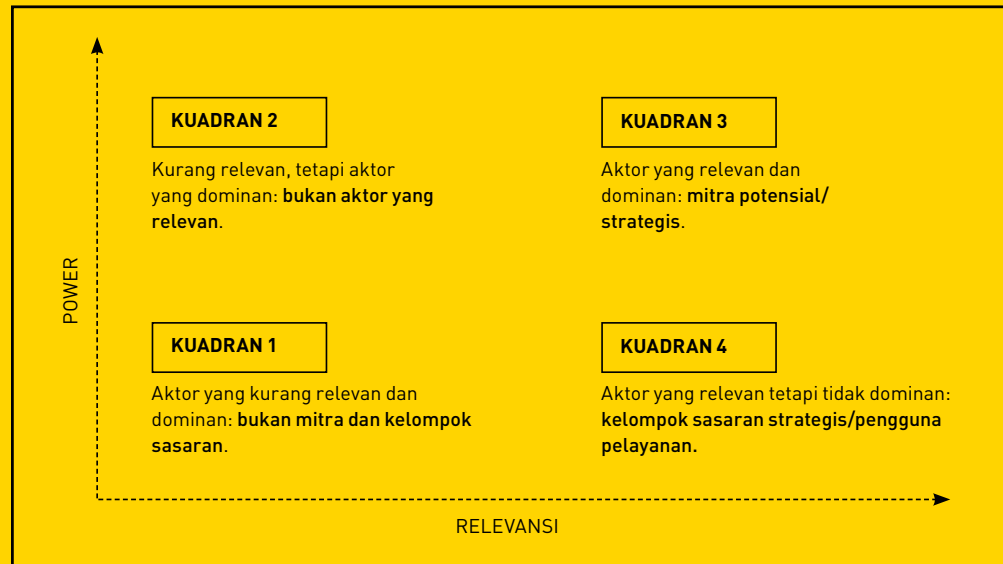 KUADRAN 2
Kurang relevan, tetapi aktor
yang dominan: bukan aktor yang
relevan.
KUADRAN 3
Aktor yang relevan dan
dominan: mitra potensial/
strategis.
POWER
KUADRAN 1
Aktor yang kurang relevan dan
dominan: bukan mitra dan kelompok
sasaran.
KUADRAN 4
Aktor yang relevan tetapi tidak dominan:
kelompok sasaran strategis/pengguna
pelayanan.
RELEVANSI